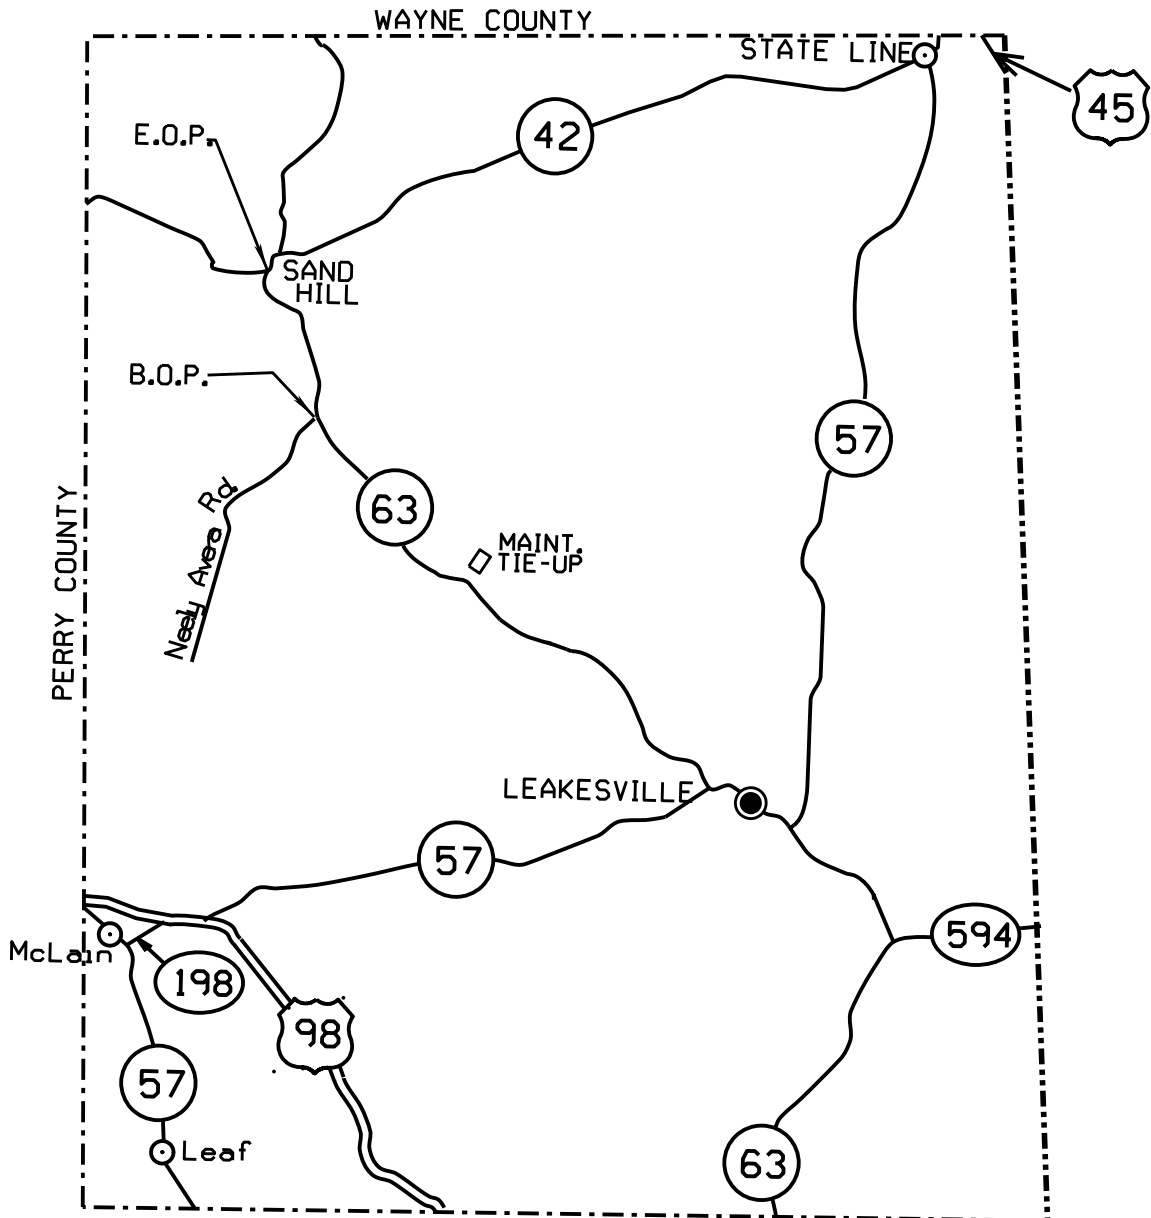 WAYNE COUNTY
STATE LINE
45
42
E.O.P.
SAND
HILL
B.O.P.
57
Neely Avera Rd.
63
MAINT.
TIE-UP
PERRY COUNTY
LEAKESVILLE
57
594
McLain
198
98
57
Leaf
63